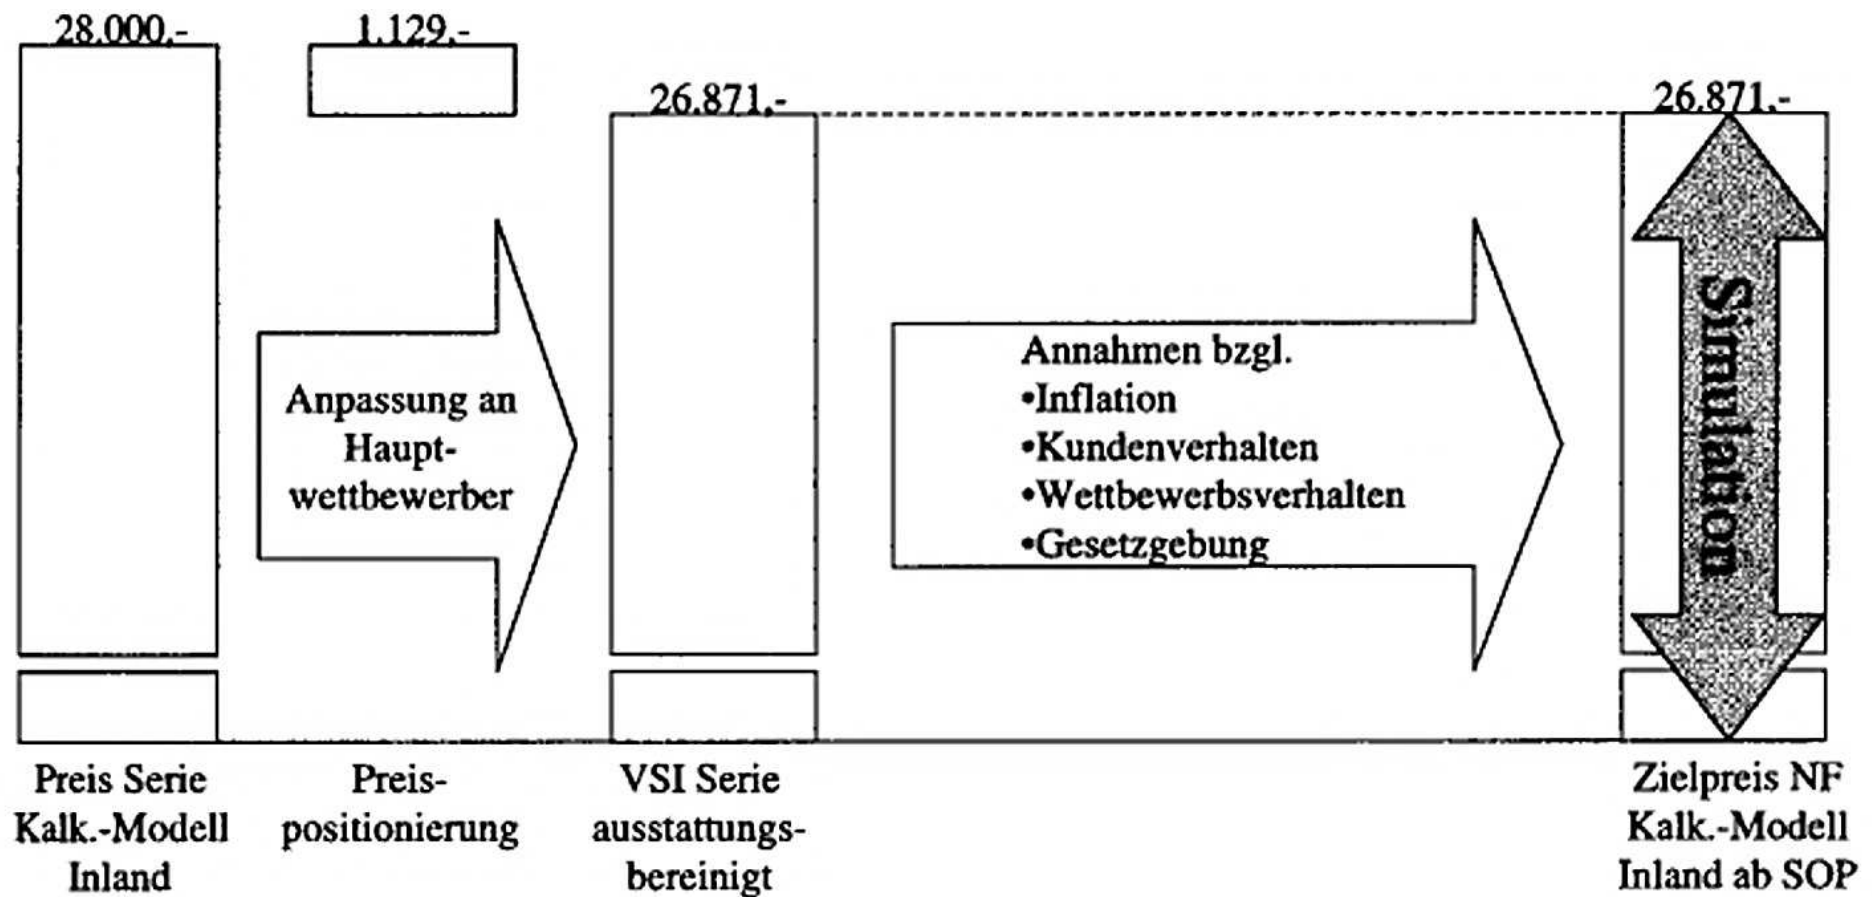 28.000,-
1.129,-
26.871,-
26.871,-
Anpassung an
Haupt-
wettbewerber
Annahmen bzgl.
•Inflation
•Kundenverhalten
•Wettbewerbsverhalten
•Gesetzgebung
Simulation
Preis Serie
Kalk.-Modell
Inland
Preis-
positionierung
VSI Serie
ausstattungs-
bereinigt
Zielpreis NF
Kalk.-Modell
Inland ab SOP